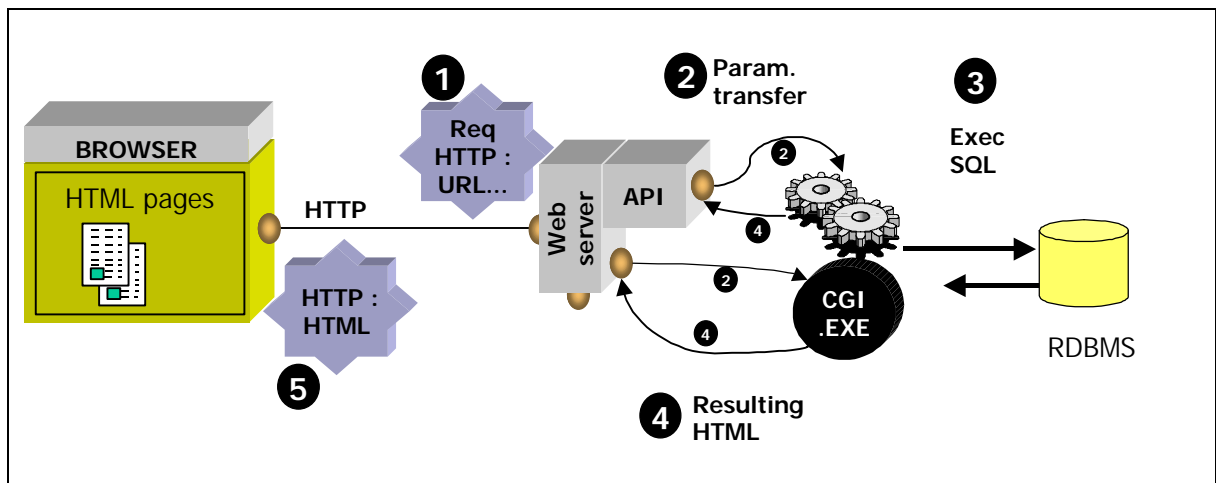 BROWSER
HTML pages
HTTP
1
Req
HTTP :
URL...
HTTP :
HTML
5
Web
server
API
2
Param.
transfer
2
4
2
4
CGI
.EXE
3
Exec
SQL
RDBMS
4
Resulting
HTML